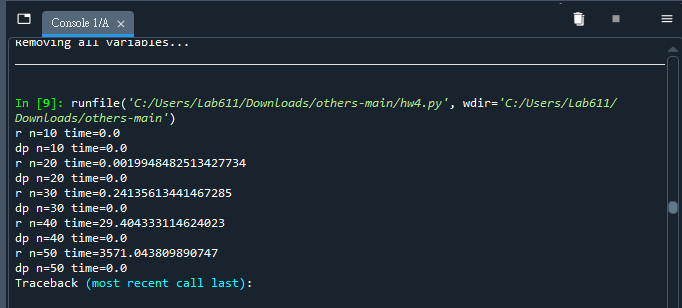 Console 1/A
Removing all variables...
In [9]: runfile('C:/Users/Lab611/Downloads/others-main/hw4.py', wdir='C:/Users/Lab611/
Downloads/others-main')
r n=10 time=0.0
dp n=10 time=0.0
r n=20 time=0.0019948482513427734
dp n=20 time=0.0
r n=30 time=0.24135613441467285
dp n=30 time=0.0
r n=40 time=29.404333114624023
dp n=40 time=0.0
r n=50 time=3571.043809890747
dp n=50 time=0.0
Traceback (most recent call last):